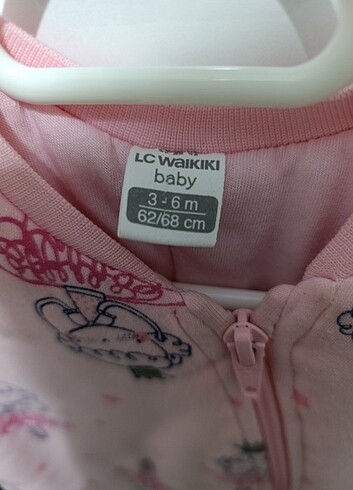 LC WAIKIKI
baby
3 - 6 m
62/68 cm